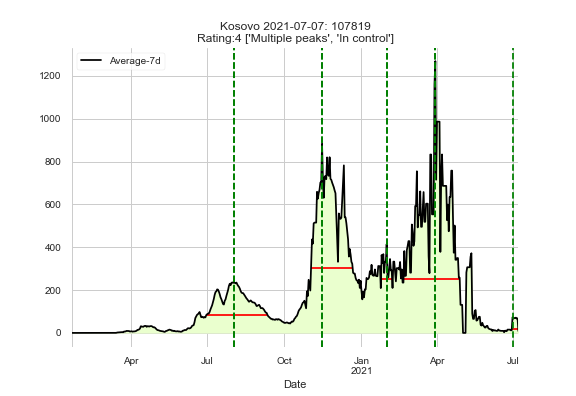 Kosovo 2021-07-07: 107819
Rating:4 ['Multiple peaks', 'In control']
Average-7d
1200
1000
800
600
400
200
0
Apr
Jul
Oct
Jan
2021
Apr
Jul
Date